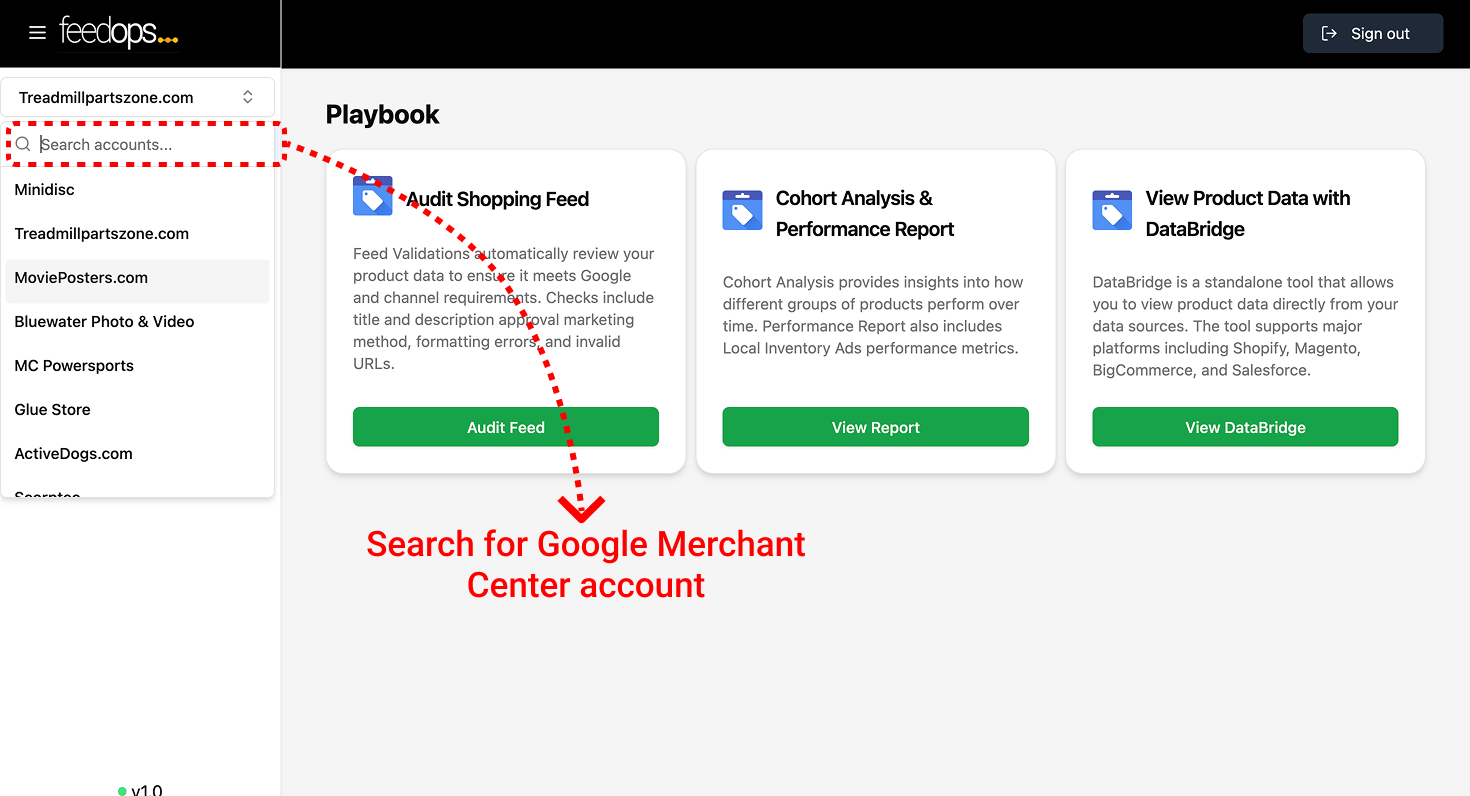 feedops
Sign out
Treadmillpartszone.com
Search accounts...
Minidisc
Treadmillpartszone.com
MoviePosters.com
Bluewater Photo & Video
MC Powersports
Glue Store
ActiveDogs.com
v1.0
Playbook
Audit Shopping Feed
Feed Validations automatically review your
product data to ensure it meets Google
and channel requirements. Checks include
title and description approval marketing
method, formatting errors, and invalid
URLs.
Audit Feed
Cohort Analysis &
Performance Report
Cohort Analysis provides insights into how
different groups of products perform over
time. Performance Report also includes
Local Inventory Ads performance metrics.
View Report
View Product Data with
DataBridge
DataBridge is a standalone tool that allows
you to view product data directly from your
data sources. The tool supports major
platforms including Shopify, Magento,
BigCommerce, and Salesforce.
View DataBridge
Search for Google Merchant
Center account